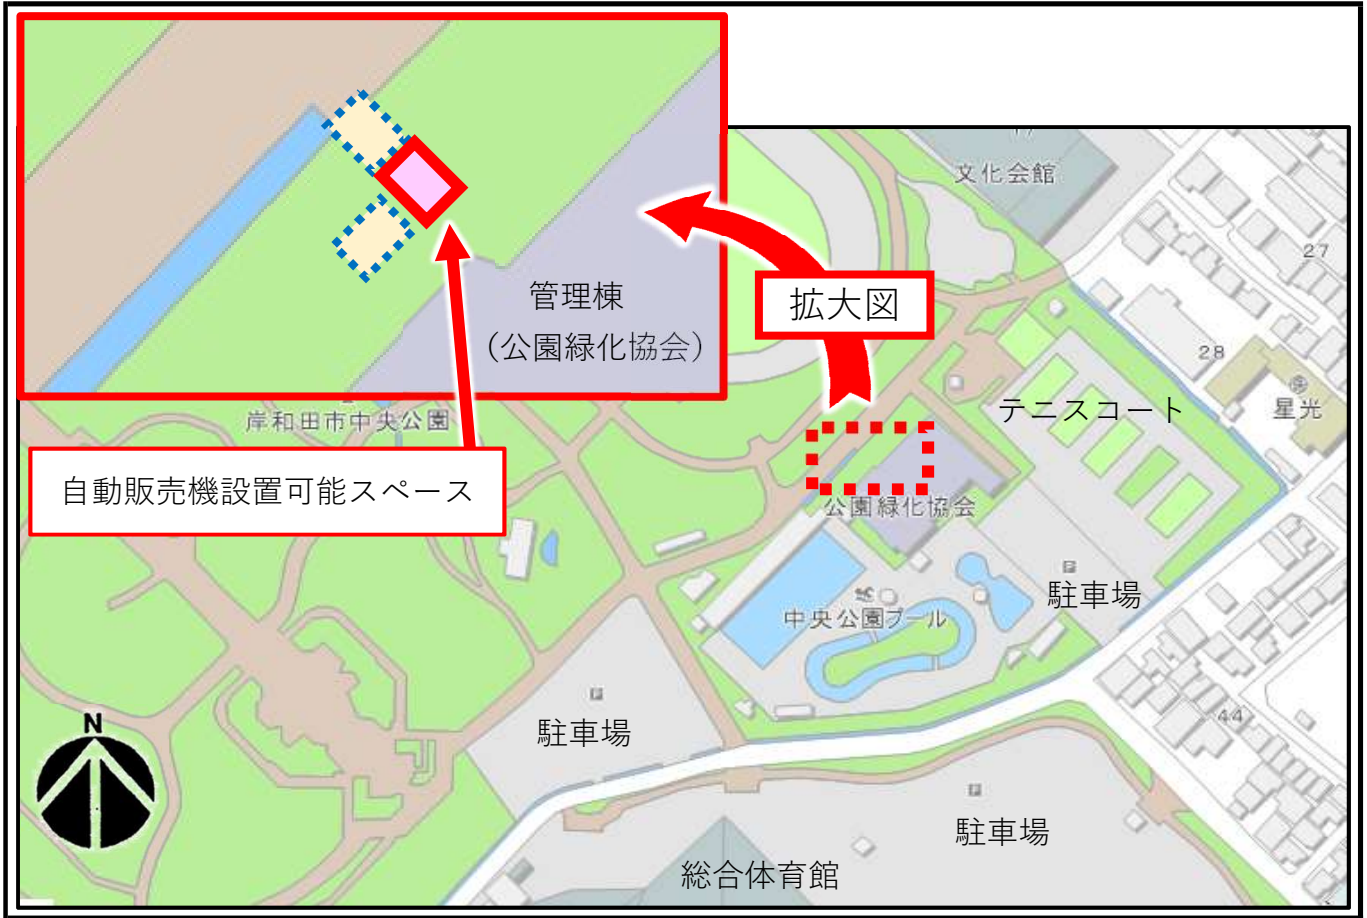 文化会館
27
管理棟
（公園緑化協会）
拡大図
28
岸和田市中央公園
テニスコート
星光
自動販売機設置可能スペース
公園緑化協会
P
駐車場
中央公園プール
P
駐車場
44
N
P
駐車場
総合体育館